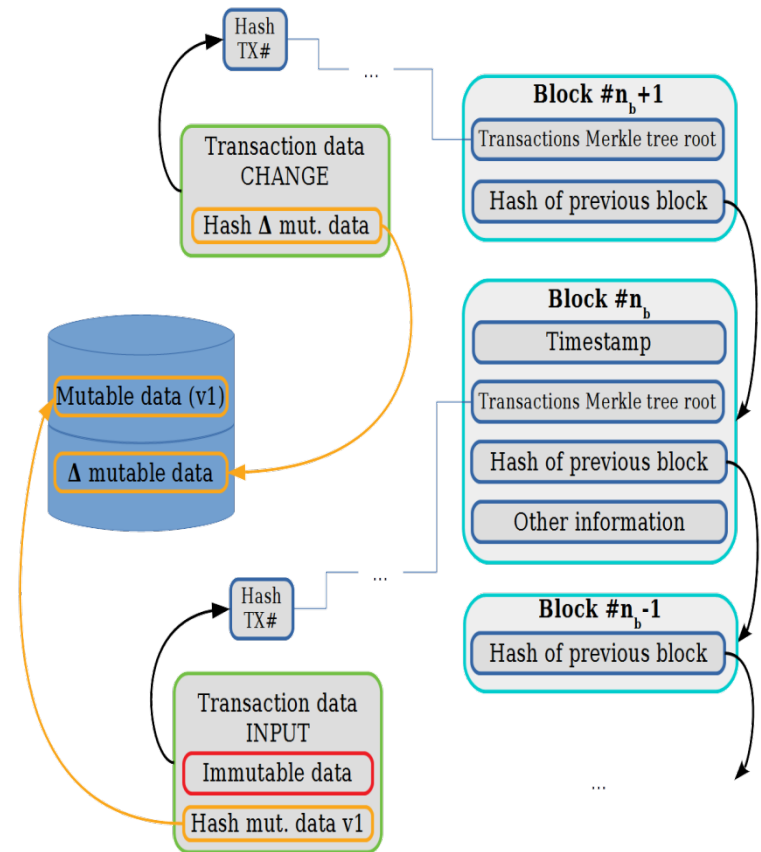 Hash
TX#
...
Transaction data
CHANGE
Hash Δ mut. data
Block #n_b+1
Transactions Merkle tree root
Hash of previous block
Block #n_b
Timestamp
Transactions Merkle tree root
Hash of previous block
Other information
Mutable data (v1)
Δ mutable data
Hash
TX#
...
Block #n_b-1
Hash of previous block
Transaction data
INPUT
Immutable data
Hash mut. data v1
...